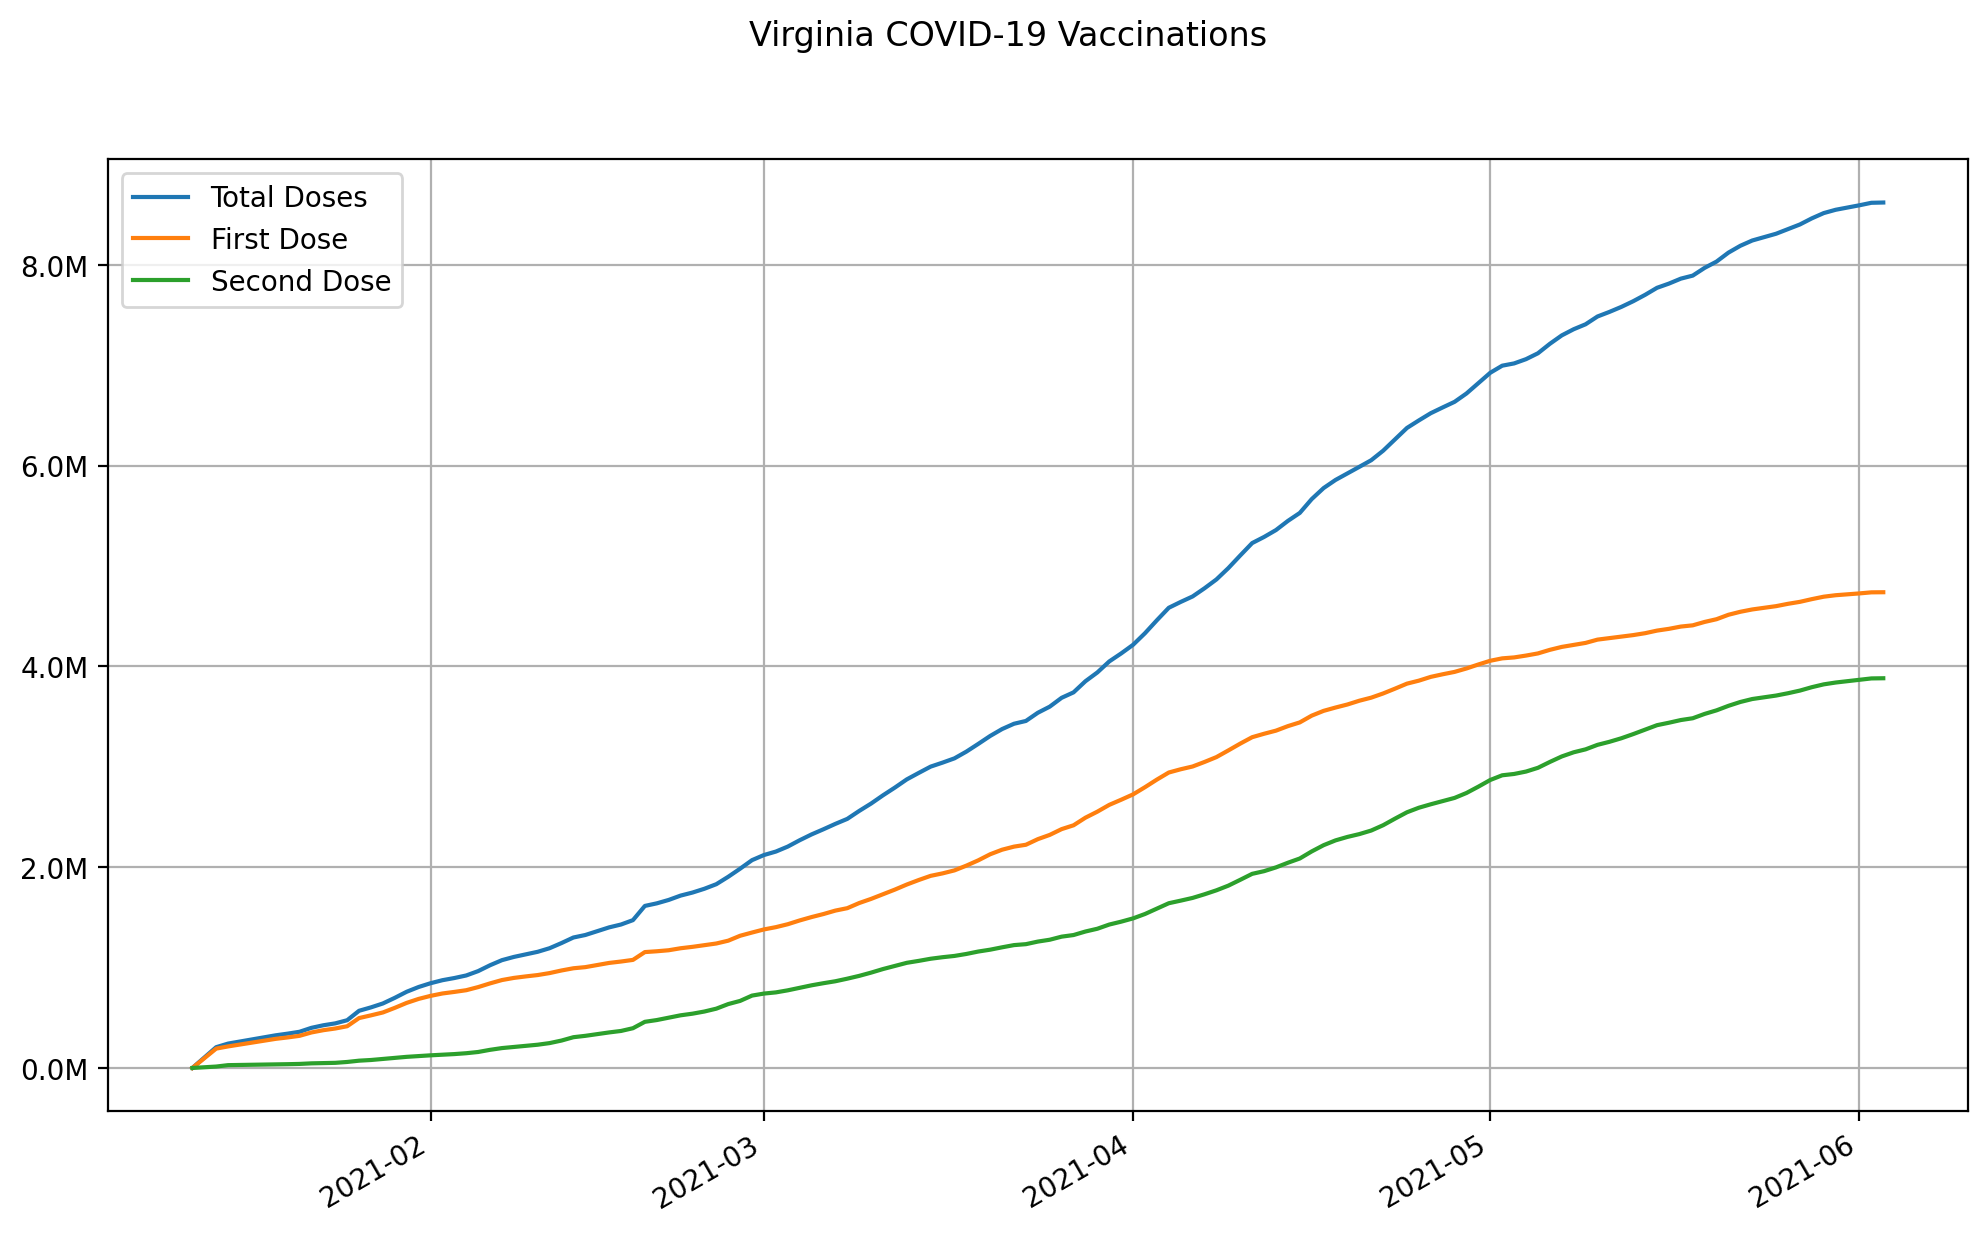 Virginia COVID-19 Vaccinations
Total Doses
First Dose
Second Dose
8.0M
6.0M
4.0M
2.0M
0.0M
2021-02
2021-03
2021-04
2021-05
2021-06